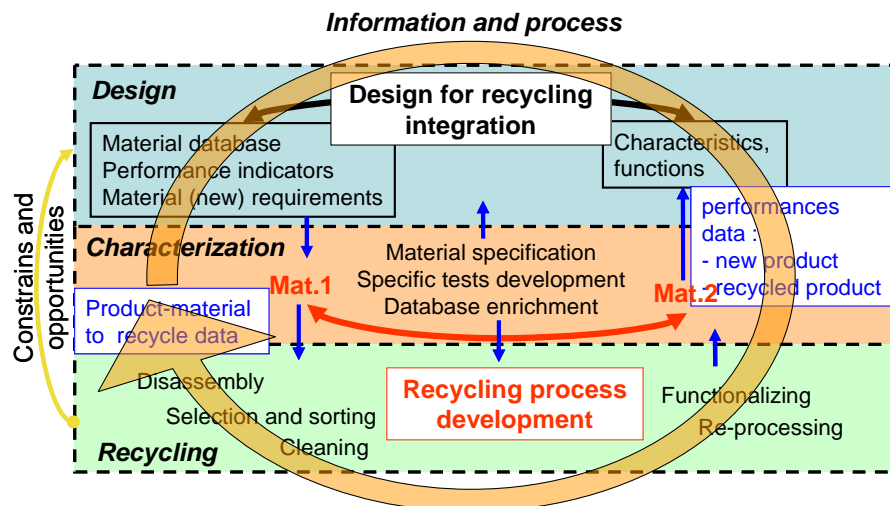 Information and process
Design
Design for recycling
integration
Material database
Performance indicators
Material (new) requirements
Characteristics,
functions
Constrains and
opportunities
performances
data :
- new product
- recycled product
Characterization
Material specification
Specific tests development
Database enrichment
Mat.1
Mat.2
Product-material
to recycle data
Disassembly
Selection and sorting
Cleaning
Recycling process
development
Functionalizing
Re-processing
Recycling